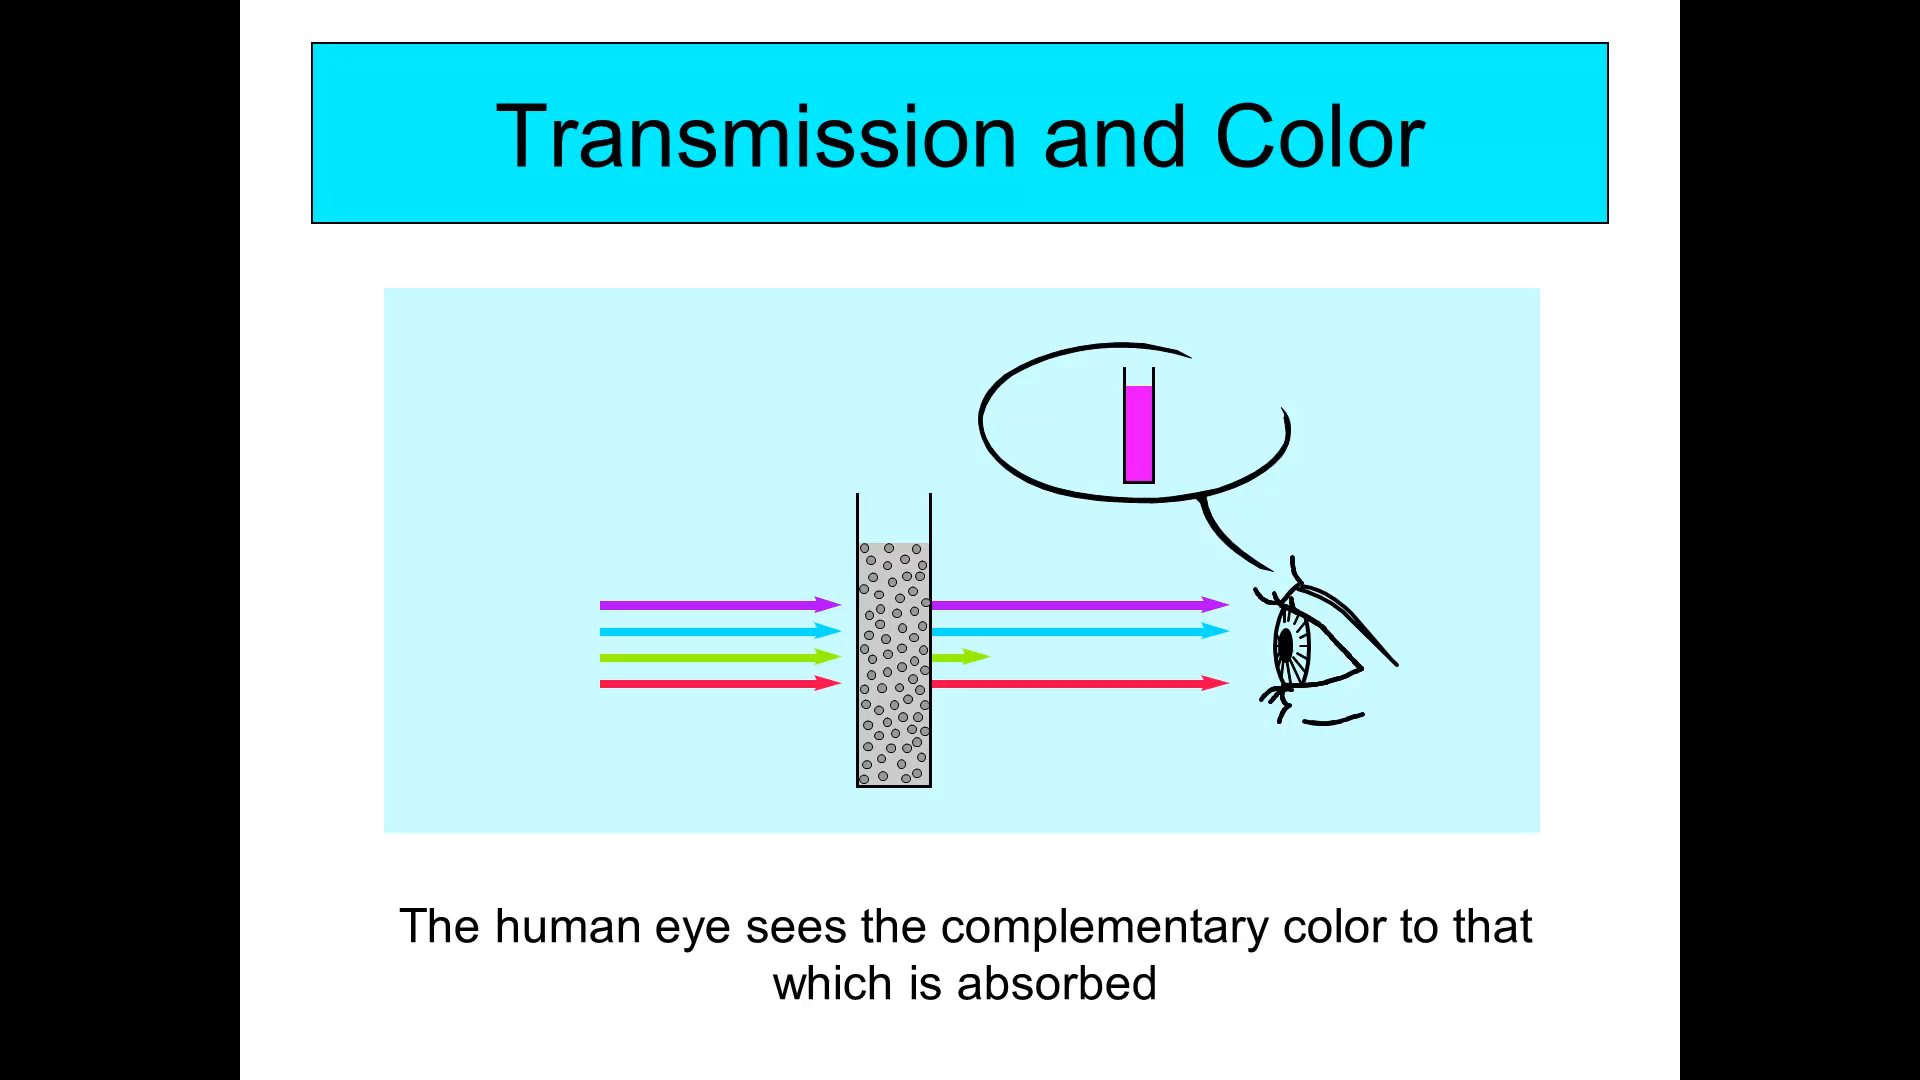 Transmission and Color
The human eye sees the complementary color to that
which is absorbed